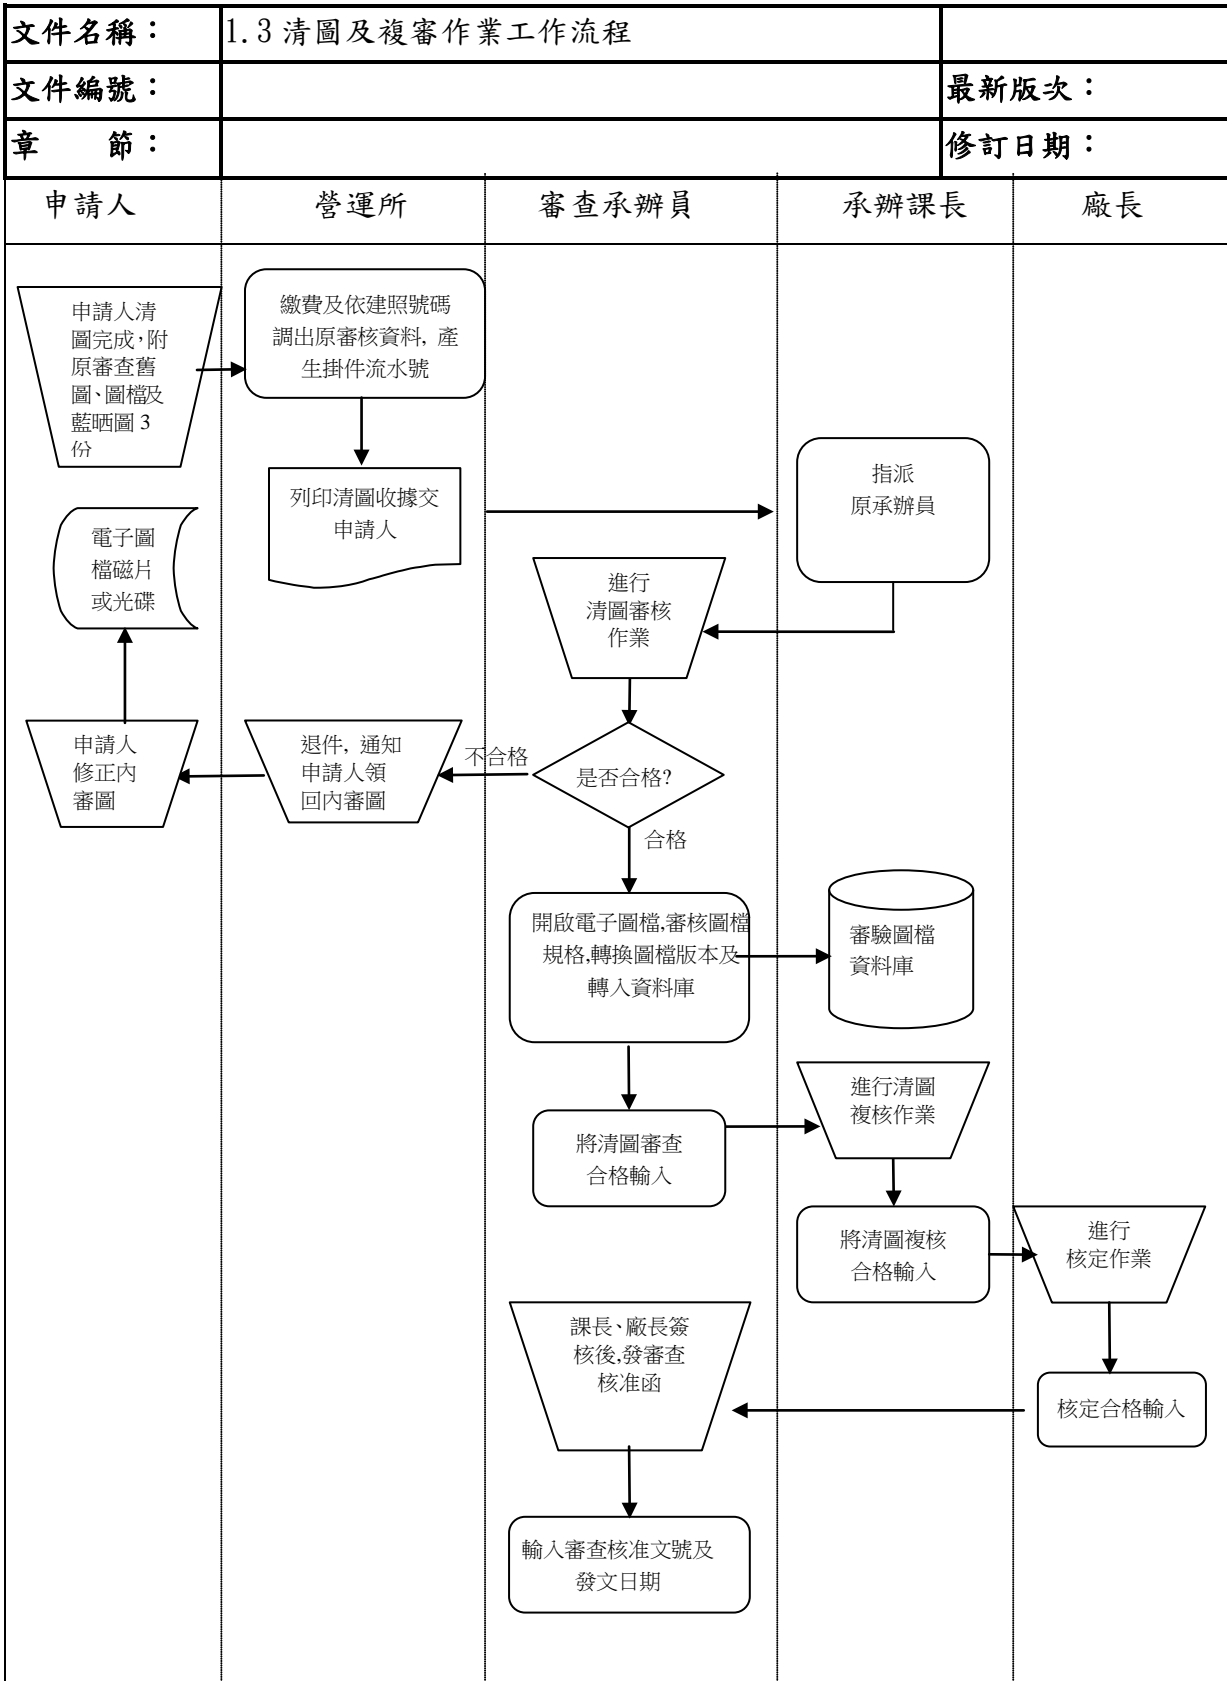 文件名稱：
1.3清圖及複審作業工作流程
文件編號：
最新版次：
章　　節：
修訂日期：
申請人
營運所
審查承辦員
承辦課長
廠長
申請人清
圖完成,附
原審查舊
圖、圖檔及
藍晒圖3
份
繳費及依建照號碼
調出原審核資料, 產
生掛件流水號
列印清圖收據交
申請人
指派
原承辦員
電子圖
檔磁片
或光碟
進行
清圖審核
作業
申請人
修正內
審圖
退件, 通知
申請人領
回內審圖
不合格
是否合格?
合格
開啟電子圖檔,審核圖檔
規格,轉換圖檔版本及
轉入資料庫
審驗圖檔
資料庫
將清圖審查
合格輸入
進行清圖
複核作業
將清圖複核
合格輸入
進行
核定作業
課長、廠長簽
核後,發審查
核准函
核定合格輸入
輸入審查核准文號及
發文日期